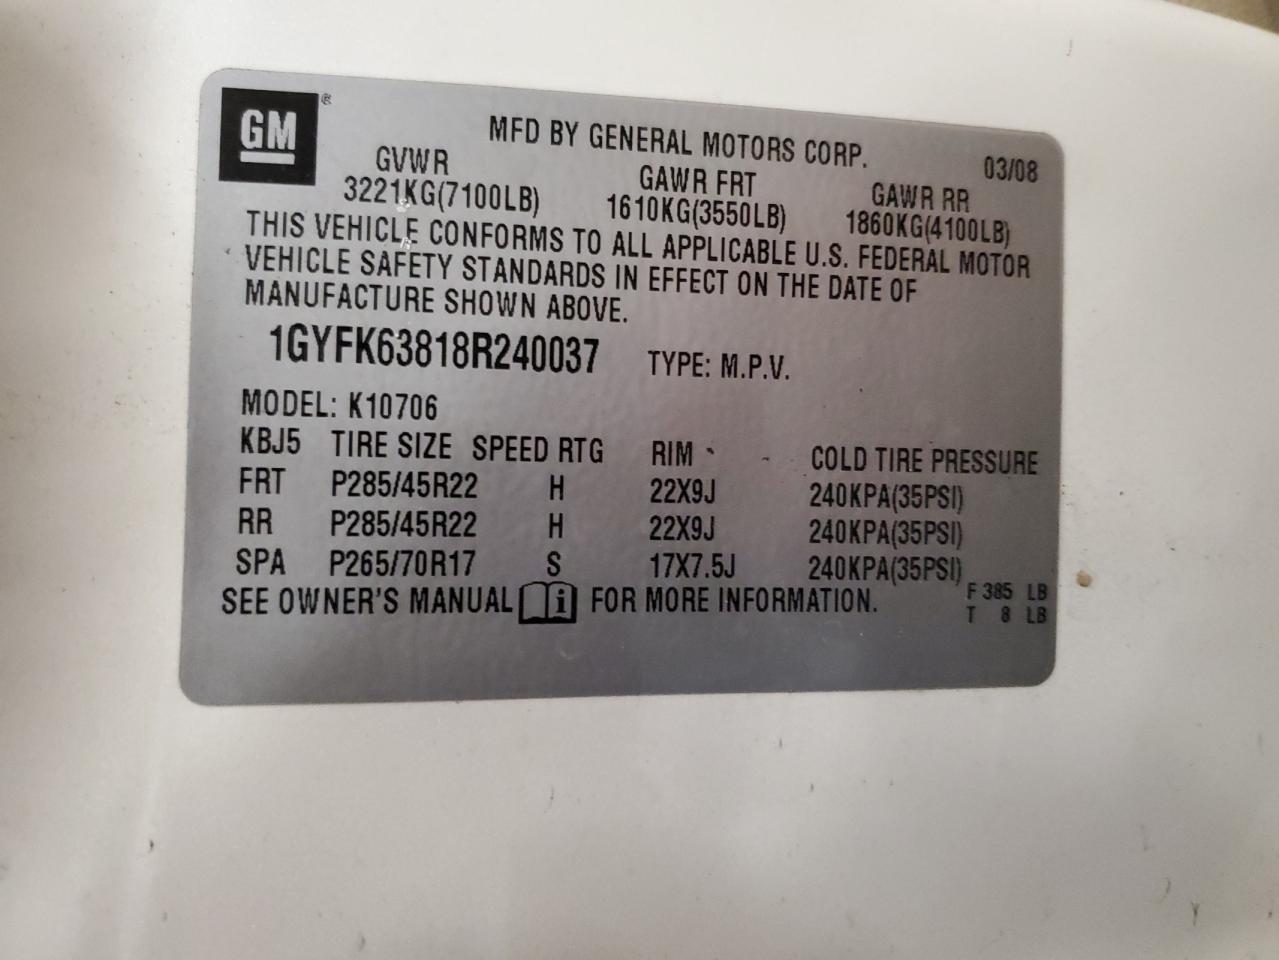 GM®
MFD BY GENERAL MOTORS CORP.
03/08
GVWR GAWR FRT GAWR RR
3221KG(7100LB) 1610KG(3550LB) 1860KG(4100LB)
THIS VEHICLE CONFORMS TO ALL APPLICABLE U.S. FEDERAL MOTOR
VEHICLE SAFETY STANDARDS IN EFFECT ON THE DATE OF
MANUFACTURE SHOWN ABOVE.
1GYFK63818R240037 TYPE: M.P.V.
MODEL: K10706
KBJ5 TIRE SIZE SPEED RTG RIM COLD TIRE PRESSURE
FRT P285/45R22 H 22X9J 240KPA(35PSI)
RR P285/45R22 H 22X9J 240KPA(35PSI)
SPA P265/70R17 S 17X7.5J 240KPA(35PSI)
SEE OWNER'S MANUAL i FOR MORE INFORMATION.
F 385 LB
T 8 LB